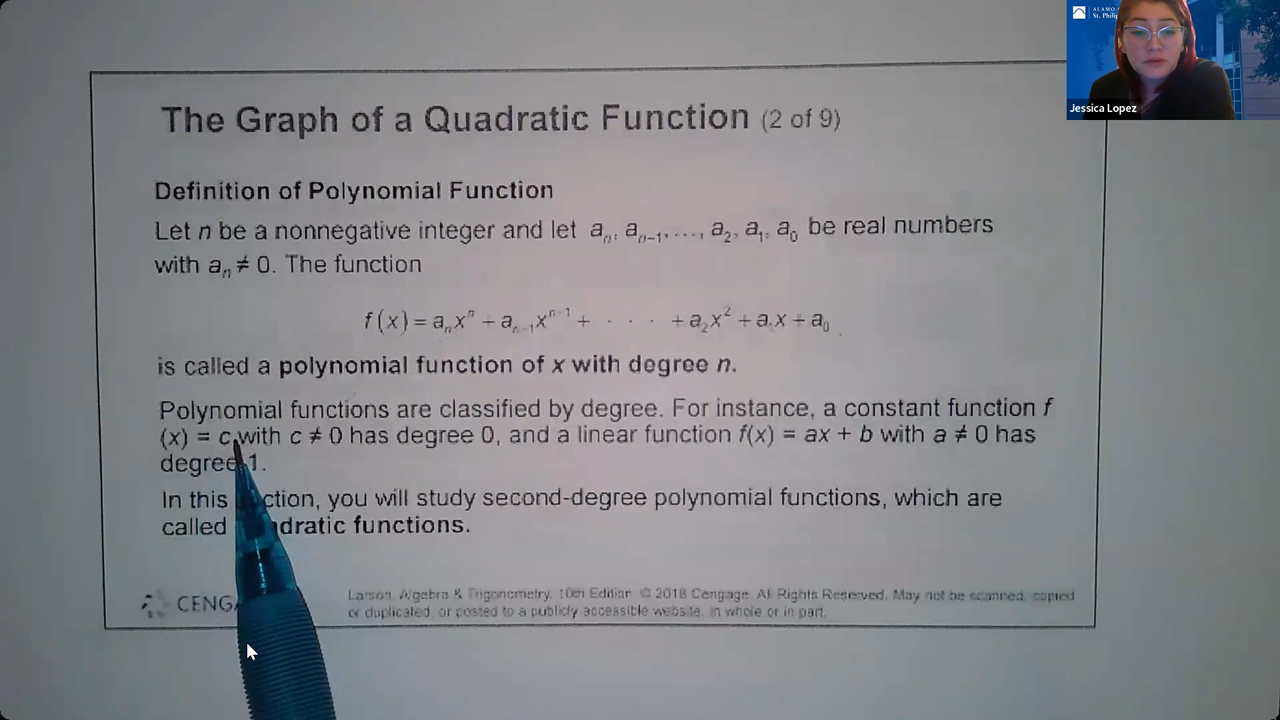 ALAMO
St. Philip
Jessica Lopez
The Graph of a Quadratic Function (2 of 9)
Definition of Polynomial Function
Let n be a nonnegative integer and let aₙ, aₙ₋₁, …, a₂, a₁, a₀ be real numbers
with aₙ ≠ 0. The function
f(x) = aₙxⁿ + aₙ₋₁xⁿ⁻¹ + · · · + a₂x² + a₁x + a₀
is called a polynomial function of x with degree n.
Polynomial functions are classified by degree. For instance, a constant function f
(x) = c with c ≠ 0 has degree 0, and a linear function f(x) = ax + b with a ≠ 0 has
degree 1.
In this ction, you will study second-degree polynomial functions, which are
called dratic functions.
CENG
Larson, Algebra & Trigonometry, 10th Edition. © 2018 Cengage. All Rights Reserved. May not be scanned, copied
or duplicated, or posted to a publicly accessible website, in whole or in part.